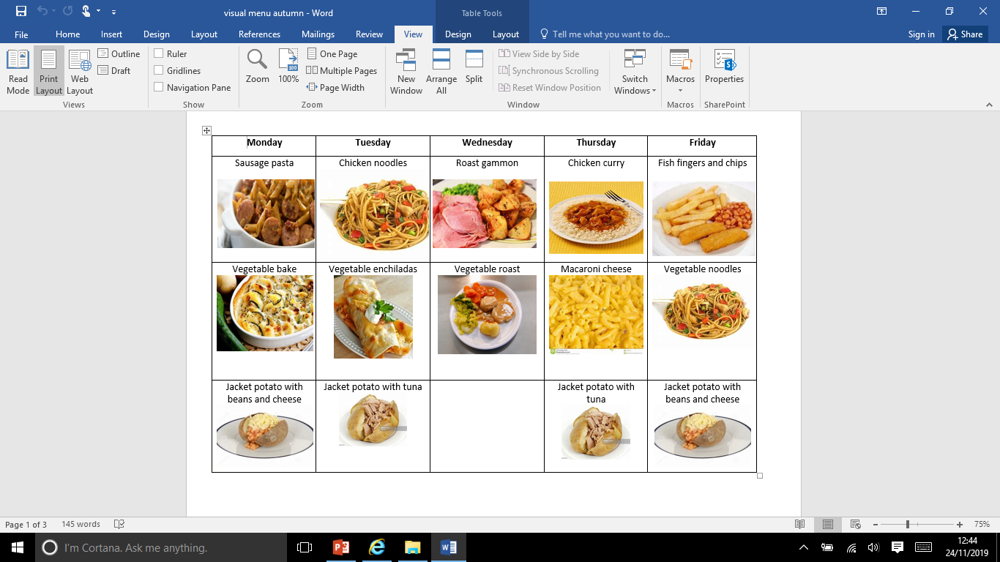 visual menu autumn - Word
Table Tools
File Home Insert Design Layout References Mailings Review View Design Layout Tell me what you want to do... Sign in Share
Read Mode
Print Layout
Web Layout
Outline
Draft
Views
Ruler
Gridlines
Navigation Pane
Show
Zoom
100%
100
One Page
Multiple Pages
Page Width
Zoom
New Window
Arrange All
Split
View Side by Side
Synchronous Scrolling
Reset Window Position
Window
Switch Windows
Macros
Macros
Properties
SharePoint
Monday Tuesday Wednesday Thursday Friday
Sausage pasta
Chicken noodles
Roast gammon
Chicken curry
Fish fingers and chips
Vegetable bake
Vegetable enchiladas
Vegetable roast
Macaroni cheese
Vegetable noodles
Jacket potato with
beans and cheese
Jacket potato with tuna
Jacket potato with
tuna
Jacket potato with
beans and cheese
Page 1 of 3 145 words 75%
I'm Cortana. Ask me anything.
12:44
24/11/2019